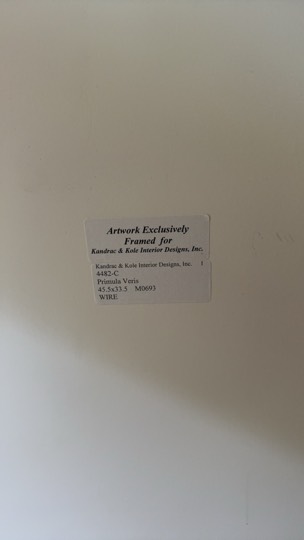 Artwork Exclusively
Framed for
Kandrac & Kole Interior Designs, Inc.
Kandrac & Kole Interior Designs, Inc. 1
4482-C
Primula Veris
45.5x33.5 M0693
WIRE